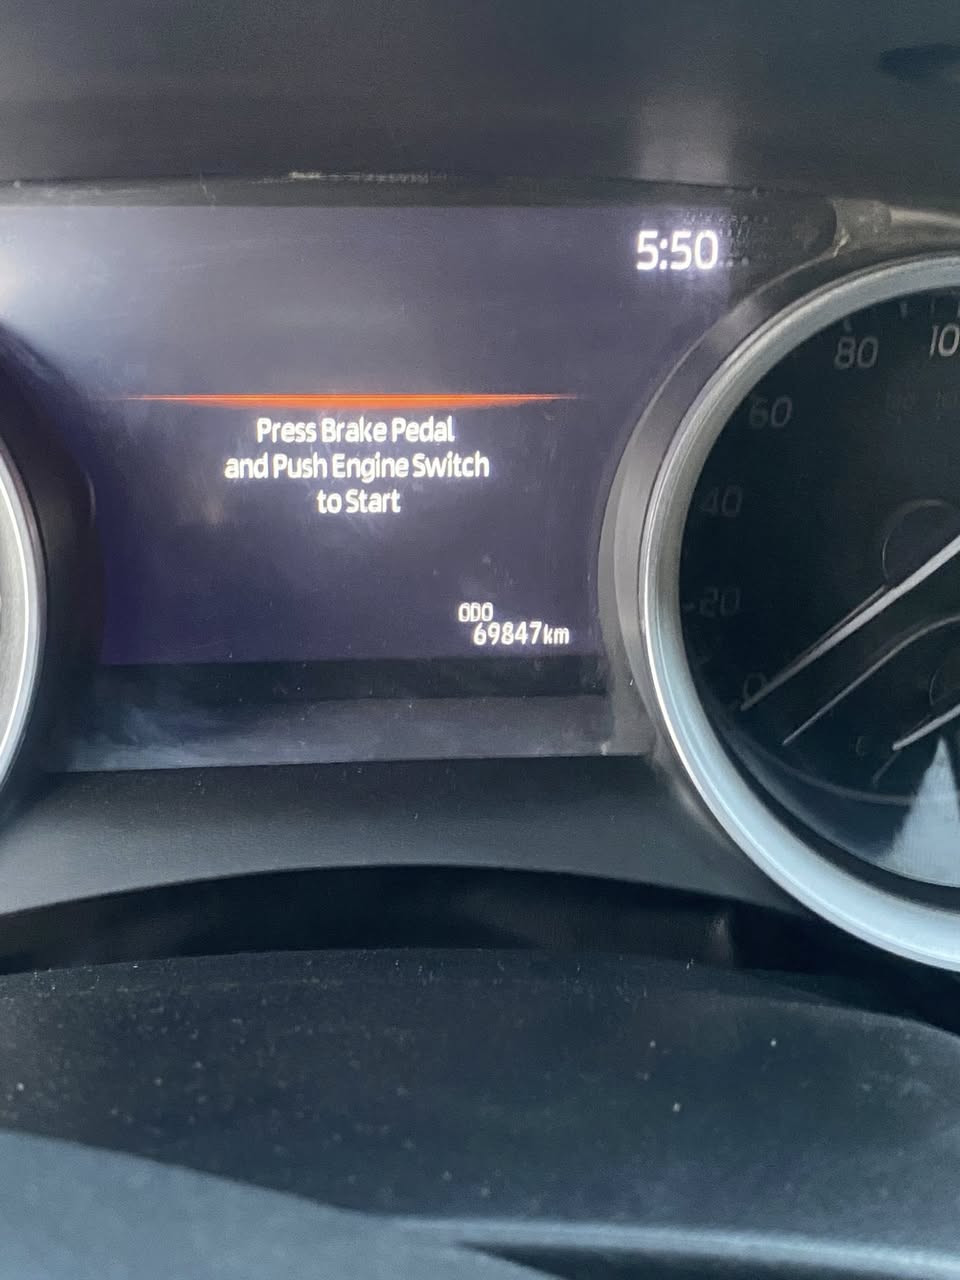 5:50
Press Brake Pedal
and Push Engine Switch
to Start
ODO
69847km
80
60
40
20
0